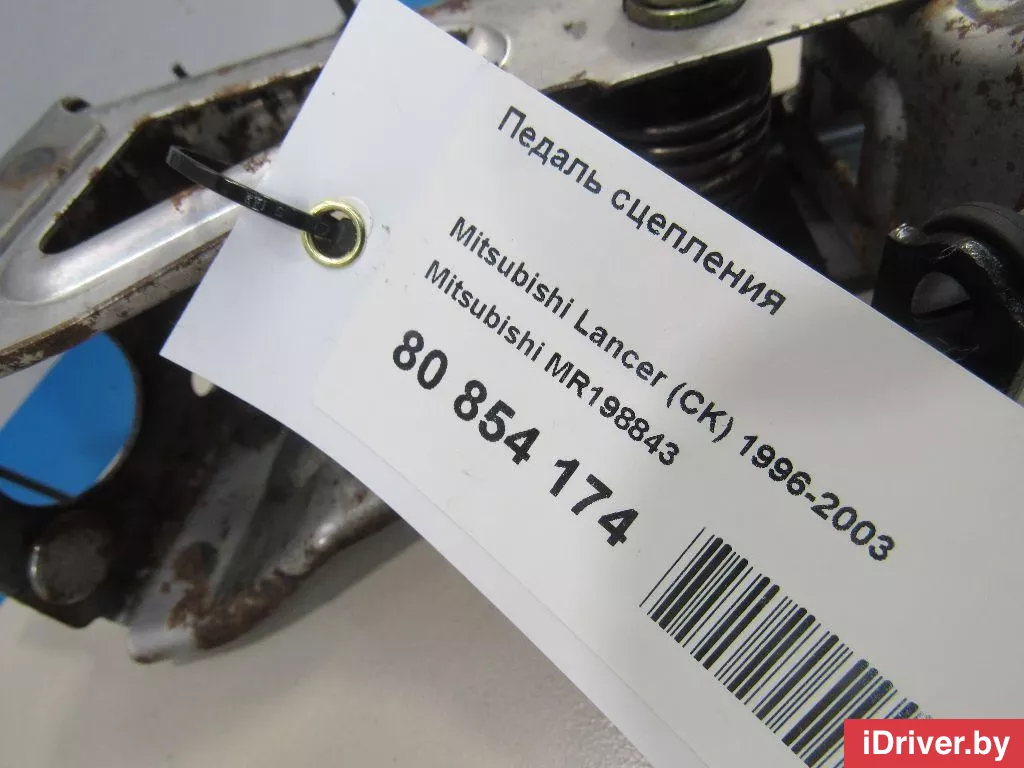 Педаль сцепления
Mitsubishi Lancer (CK) 1996-2003
Mitsubishi MR198843
80 854 174
iDriver.by